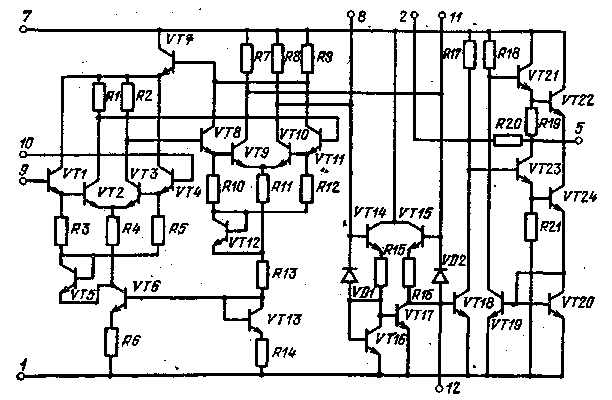 7 8 2 11
VT7 R7 R8 R9 R17 R18 VT21
R1 R2 VT22
VT8 VT10 R19
10 R20 5
9 VT1 VT2 VT3 VT4 VT9 VT11 VT23
R10 R11 R12 VT24
R3 R4 R5 VT14 VT15 R21
VT12 R15
VT5 VT6 R13 VD1 R16 VD2
VT13 VT17 VT18 VT19 VT20
R6 R14 VT16
1 12